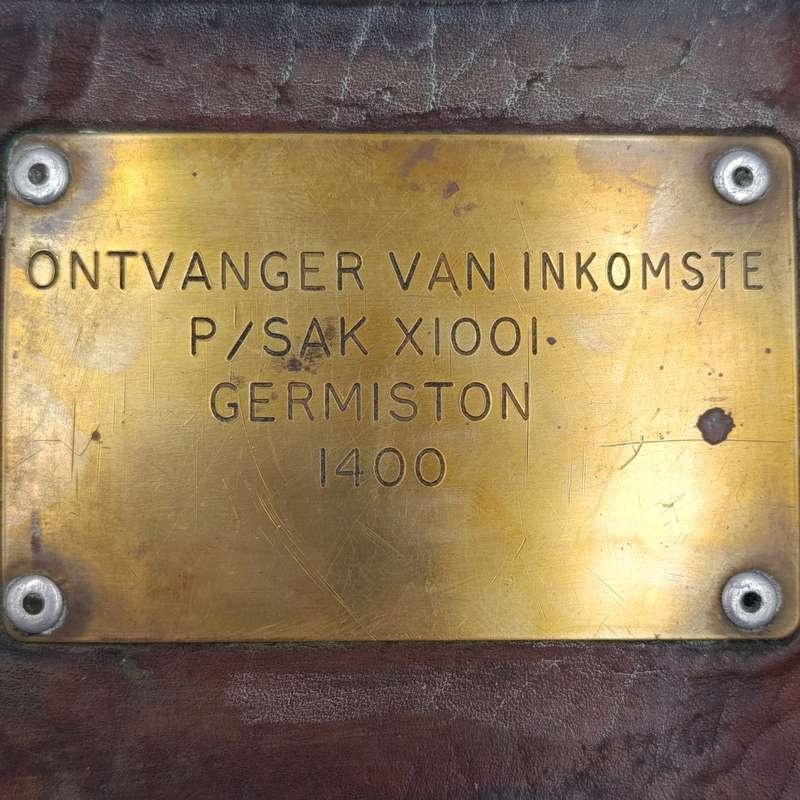 ONTVANGER VAN INKOMSTE
P/SAK X1001
GERMISTON
1400